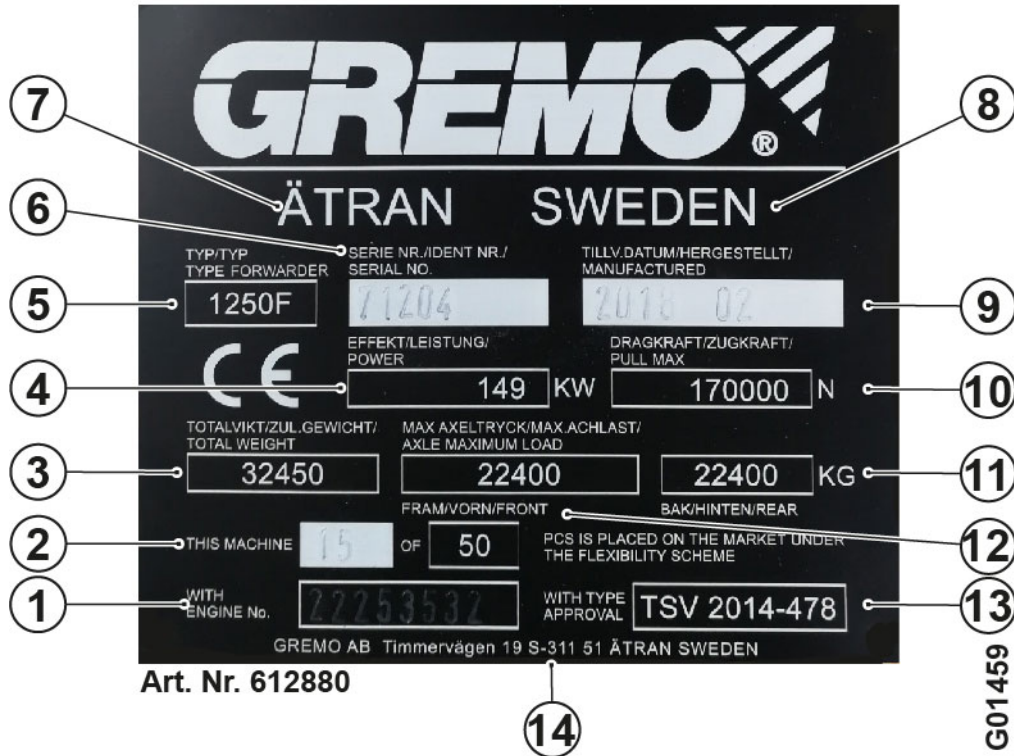 GREMO
®
7
8
ÄTRAN SWEDEN
6
TYP/TYP
TYPE FORWARDER
SERIE NR./IDENT NR./
SERIAL NO.
TILLV.DATUM/HERGESTELLT/
MANUFACTURED
5
1250F
2018 02
9
CE
EFFEKT/LEISTUNG/
POWER
DRAGKRAFT/ZUGKRAFT/
PULL MAX
4
149 KW
170000 N
10
TOTALVIKT/ZUL.GEWICHT/
TOTAL WEIGHT
MAX AXELTRYCK/MAX.ACHLAST/
AXLE MAXIMUM LOAD
3
32450
22400
22400 KG
11
FRAM/VORN/FRONT
BAK/HINTEN/REAR
2
THIS MACHINE 15 OF 50
PCS IS PLACED ON THE MARKET UNDER
THE FLEXIBILITY SCHEME
12
1
WITH
ENGINE No.
22253532
WITH TYPE
APPROVAL
TSV 2014-478
13
GREMO AB Timmervägen 19 S-311 51 ÄTRAN SWEDEN
Art. Nr. 612880
14
G01459